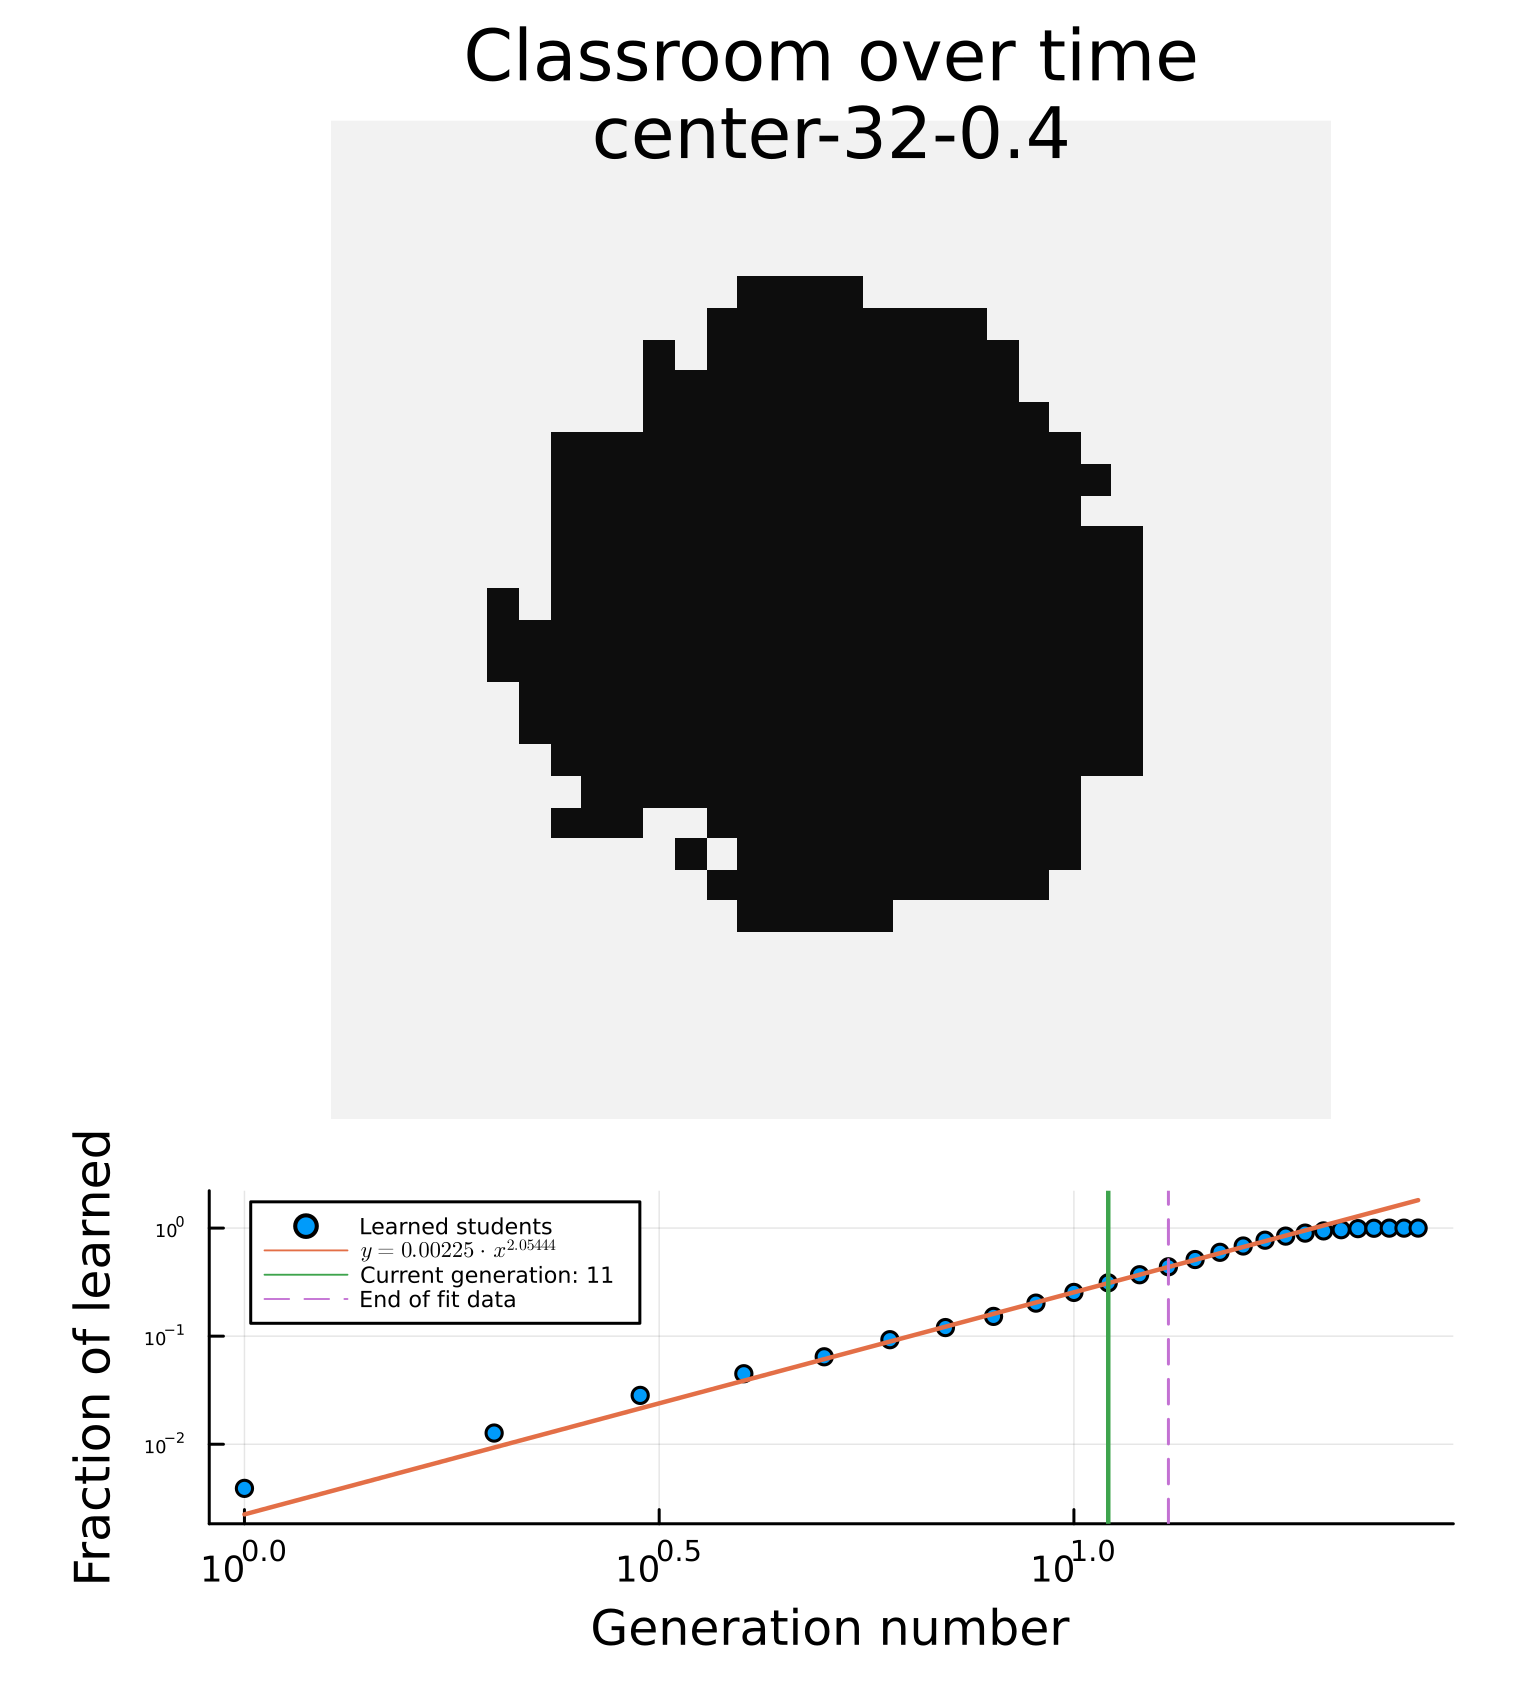 Classroom over time
center-32-0.4
Fraction of learned
10^0
10^-1
10^-2
Learned students
y = 0.00225 · x^2.05444
Current generation: 11
End of fit data
10^0.0
10^0.5
10^1.0
Generation number